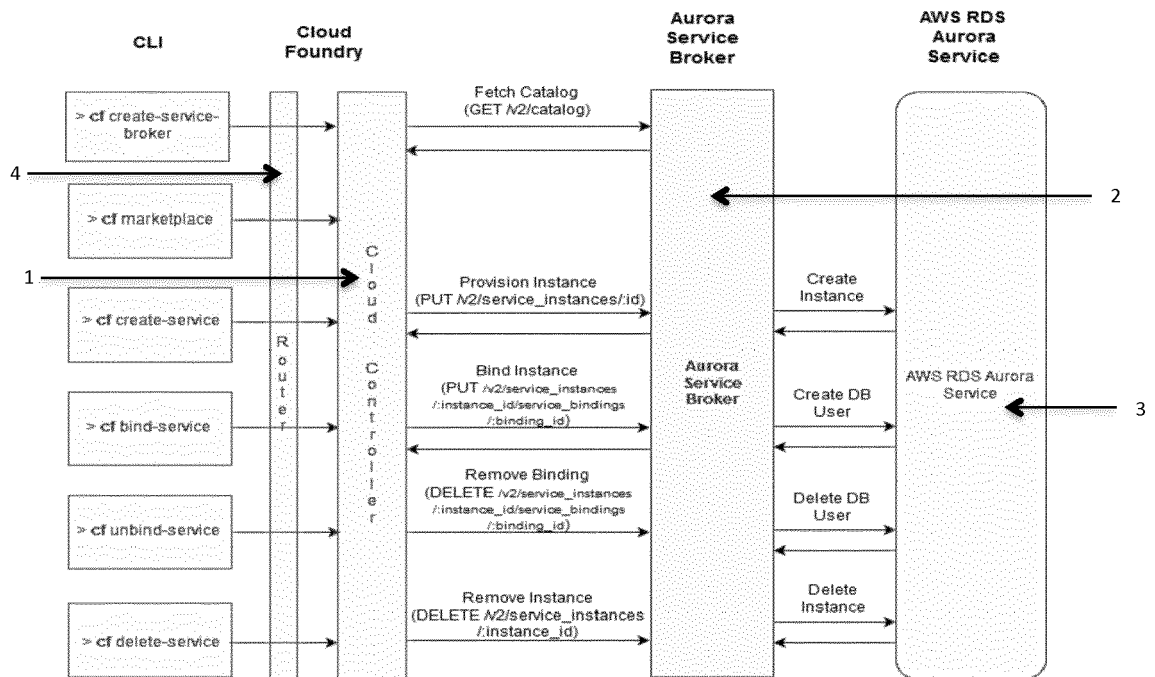 CLI
Cloud
Foundry
Aurora
Service
Broker
AWS RDS
Aurora
Service
> cf create-service-
broker
Fetch Catalog
(GET /v2/catalog)
4
2
> cf marketplace
1
Cloud Controller
Router
Provision Instance
(PUT /v2/service_instances/:id)
Create
Instance
> cf create-service
Bind Instance
(PUT /v2/service_instances
/:instance_id/service_bindings
/:binding_id)
Aurora
Service
Broker
Create DB
User
AWS RDS Aurora
Service
3
> cf bind-service
Remove Binding
(DELETE /v2/service_instances
/:instance_id/service_bindings
/:binding_id)
Delete DB
User
> cf unbind-service
Remove Instance
(DELETE /v2/service_instances
/:instance_id)
Delete
Instance
> cf delete-service